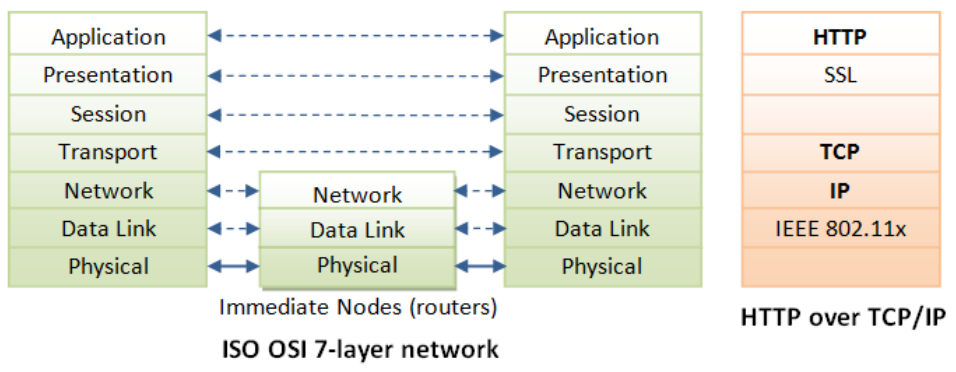 Application Application HTTP
Presentation Presentation SSL
Session Session
Transport Transport TCP
Network Network Network IP
Data Link Data Link Data Link IEEE 802.11x
Physical Physical Physical
Immediate Nodes (routers)
HTTP over TCP/IP
ISO OSI 7-layer network